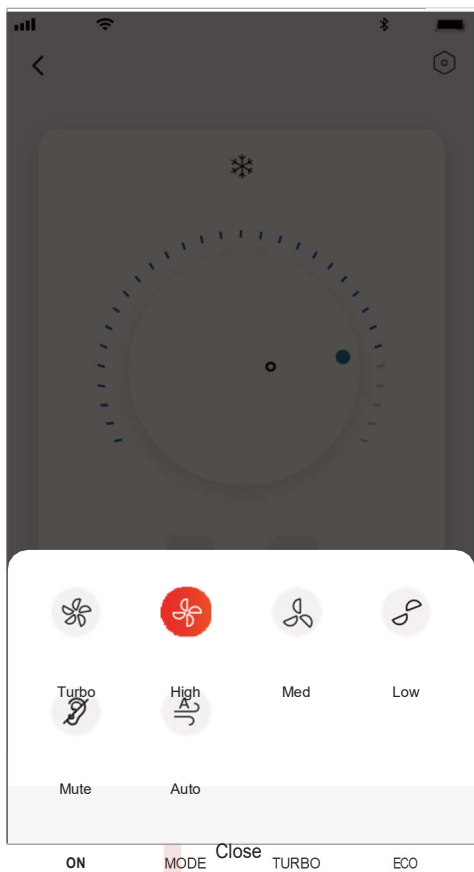 Turbo High Med Low
A
Mute Auto
Close
ON MODE TURBO ECO